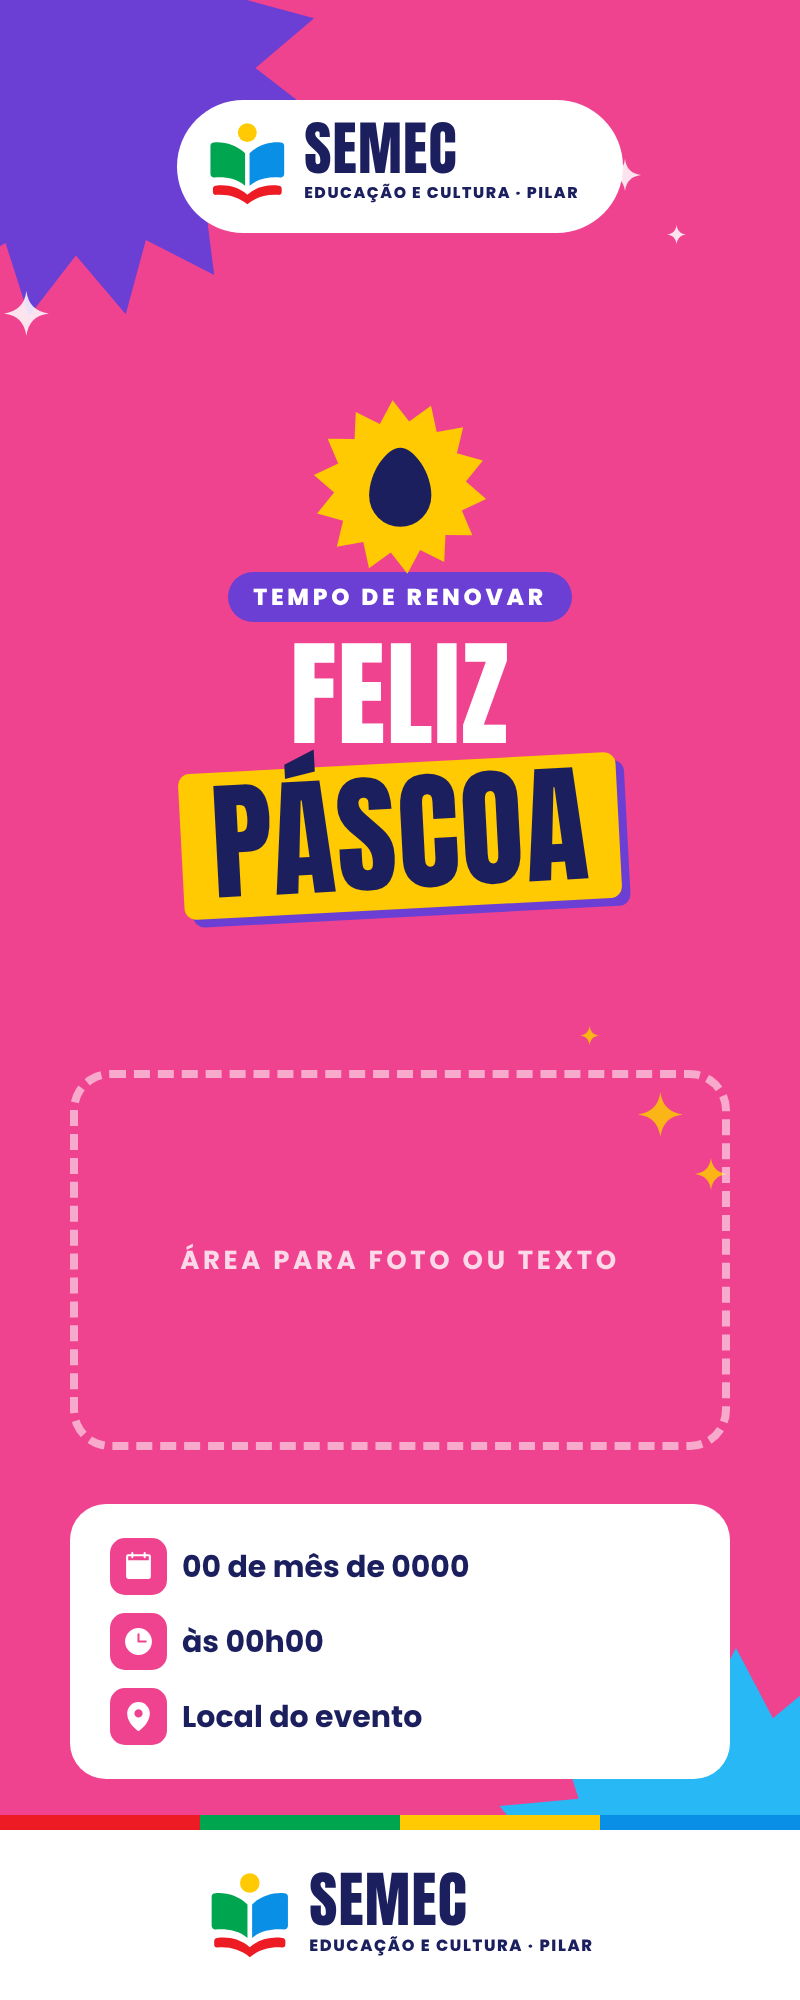 SEMEC
EDUCAÇÃO E CULTURA · PILAR
TEMPO DE RENOVAR
FELIZ
PÁSCOA
ÁREA PARA FOTO OU TEXTO
00 de mês de 0000
às 00h00
Local do evento
SEMEC
EDUCAÇÃO E CULTURA · PILAR